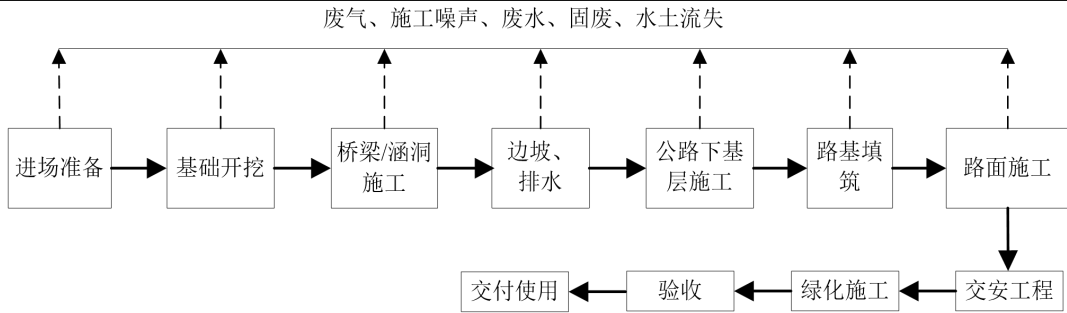 废气、施工噪声、废水、固废、水土流失
进场准备
基础开挖
桥梁/涵洞
施工
边坡、
排水
公路下基
层施工
路基填
筑
路面施工
交付使用
验收
绿化施工
交安工程